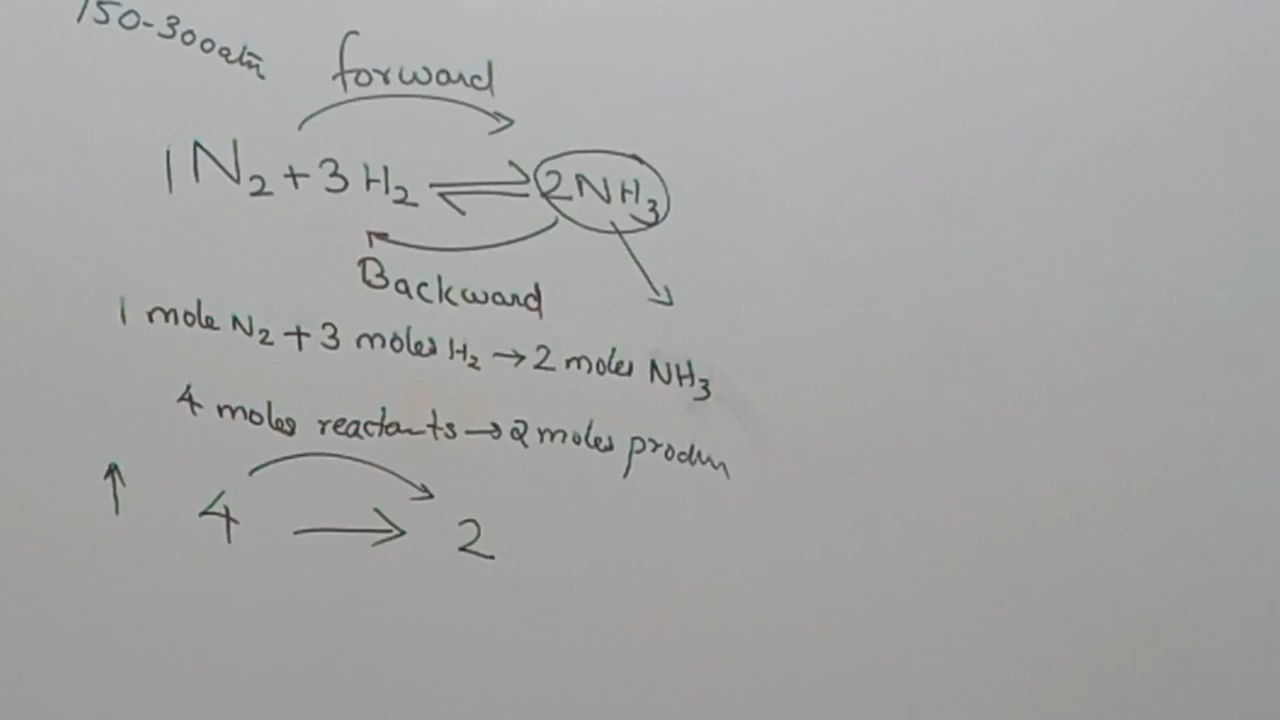 150-300atm
forward
1N₂ + 3H₂ ⇌ 2NH₃
Backward
1 mole N₂ + 3 moles H₂ → 2 moles NH₃
4 moles reactants → 2 moles produn
↑ 4 → 2